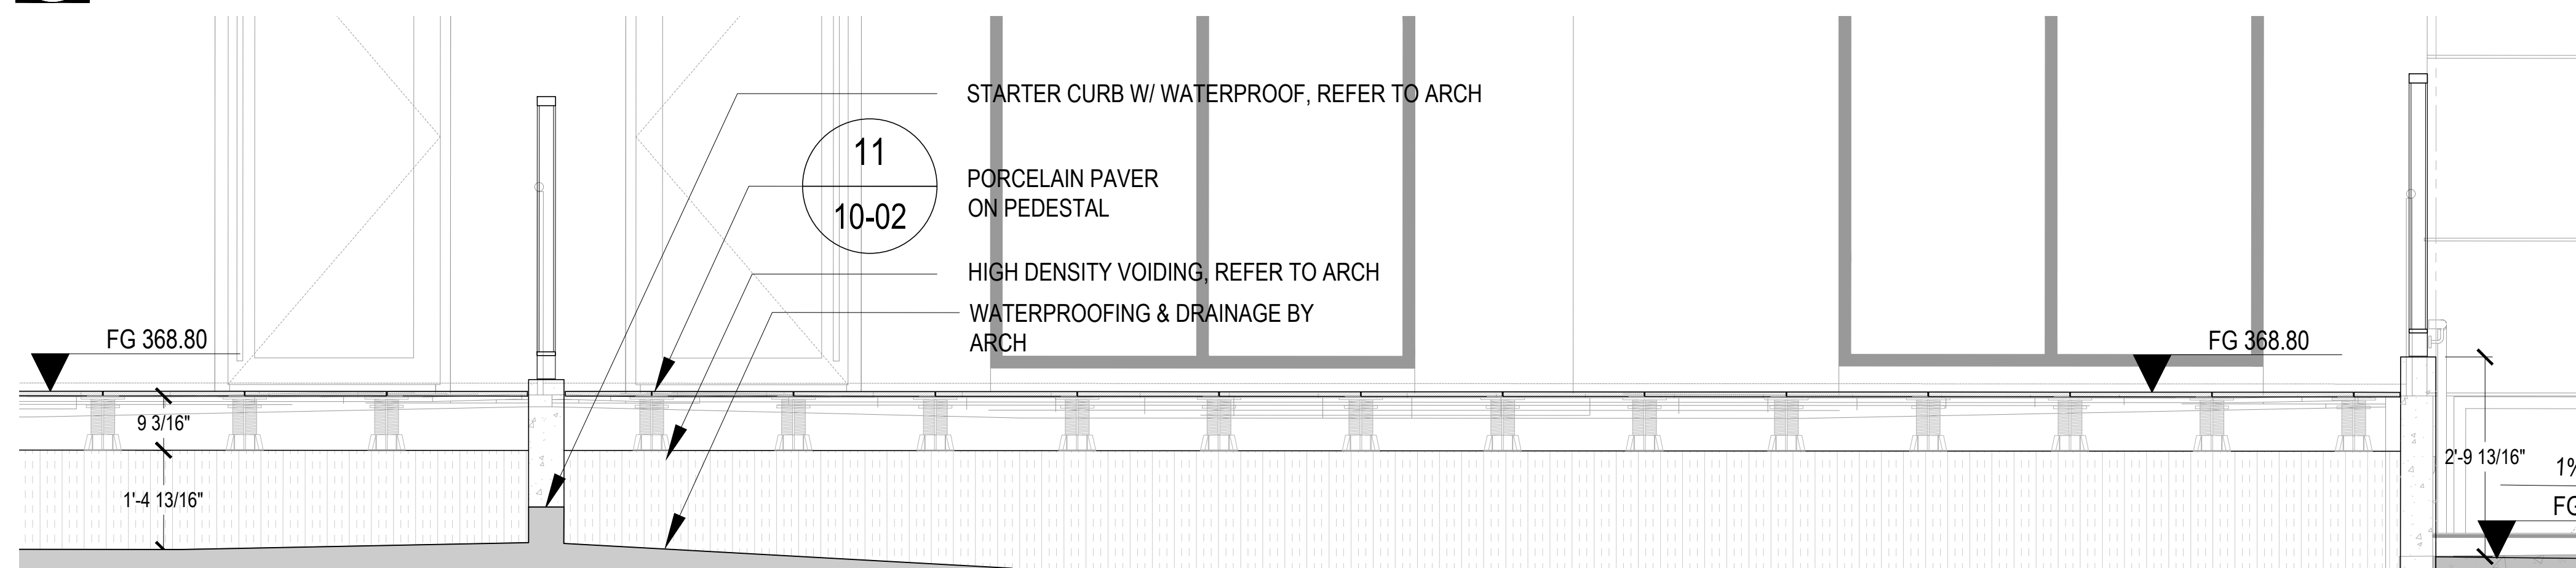 STARTER CURB W/ WATERPROOF, REFER TO ARCH
11
10-02
PORCELAIN PAVER
ON PEDESTAL
HIGH DENSITY VOIDING, REFER TO ARCH
WATERPROOFING & DRAINAGE BY
ARCH
FG 368.80
FG 368.80
9 3/16"
1'-4 13/16"
2'-9 13/16"
1%
FG